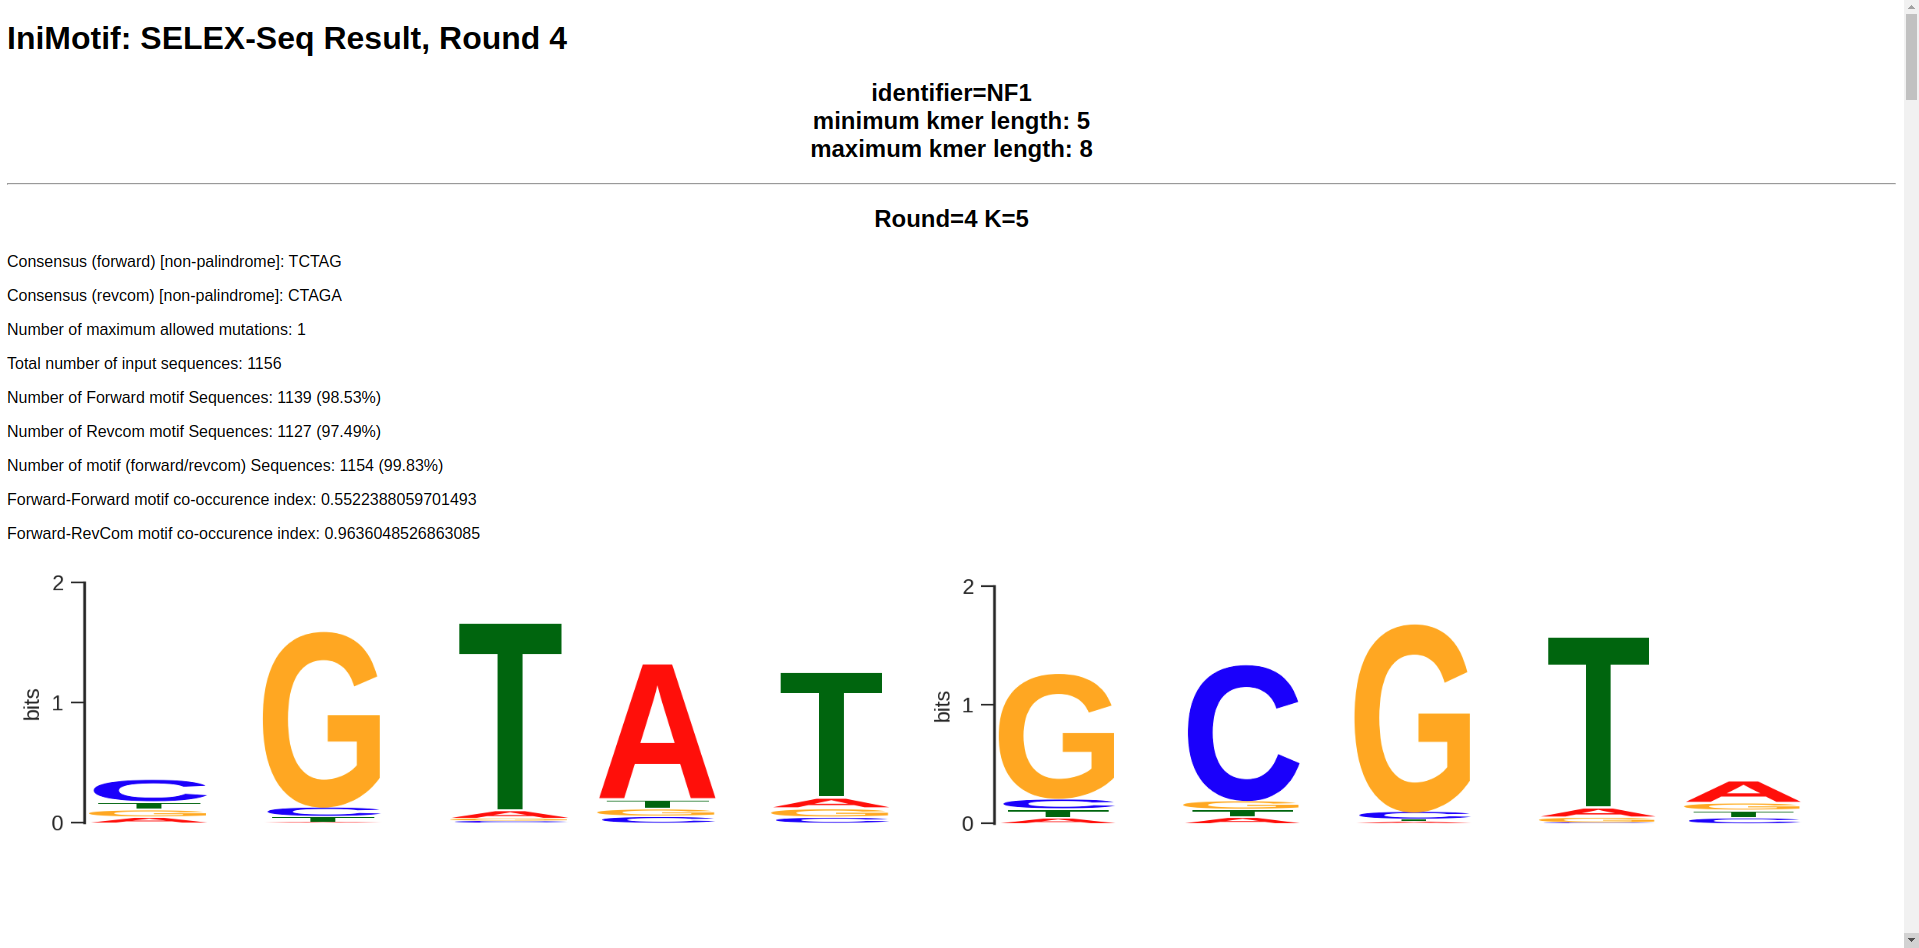 IniMotif: SELEX-Seq Result, Round 4
identifier=NF1
minimum kmer length: 5
maximum kmer length: 8
Round=4 K=5
Consensus (forward) [non-palindrome]: TCTAG
Consensus (revcom) [non-palindrome]: CTAGA
Number of maximum allowed mutations: 1
Total number of input sequences: 1156
Number of Forward motif Sequences: 1139 (98.53%)
Number of Revcom motif Sequences: 1127 (97.49%)
Number of motif (forward/revcom) Sequences: 1154 (99.83%)
Forward-Forward motif co-occurence index: 0.5522388059701493
Forward-RevCom motif co-occurence index: 0.9636048526863085
2
1
0
bits
C G T A T
T C A T A
G T G G G
A C C C
2
1
0
bits
G C G T A
C G C A G
T T T G T
A A C